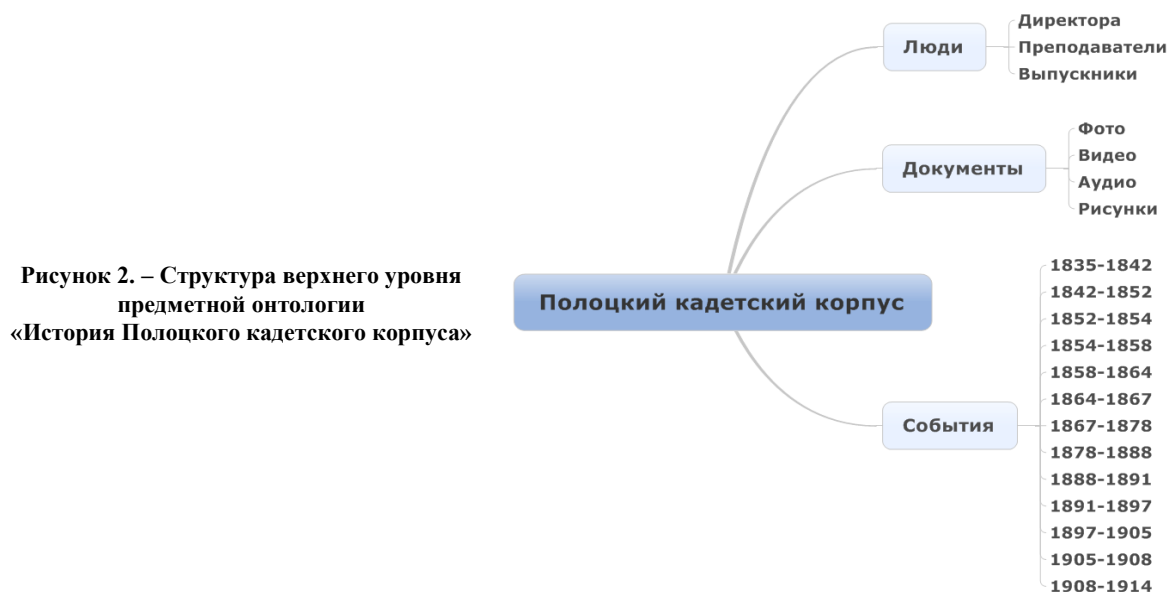 Рисунок 2. – Структура верхнего уровня
предметной онтологии
«История Полоцкого кадетского корпуса»
Полоцкий кадетский корпус
Люди
Директора
Преподаватели
Выпускники
Документы
Фото
Видео
Аудио
Рисунки
События
1835-1842
1842-1852
1852-1854
1854-1858
1858-1864
1864-1867
1867-1878
1878-1888
1888-1891
1891-1897
1897-1905
1905-1908
1908-1914